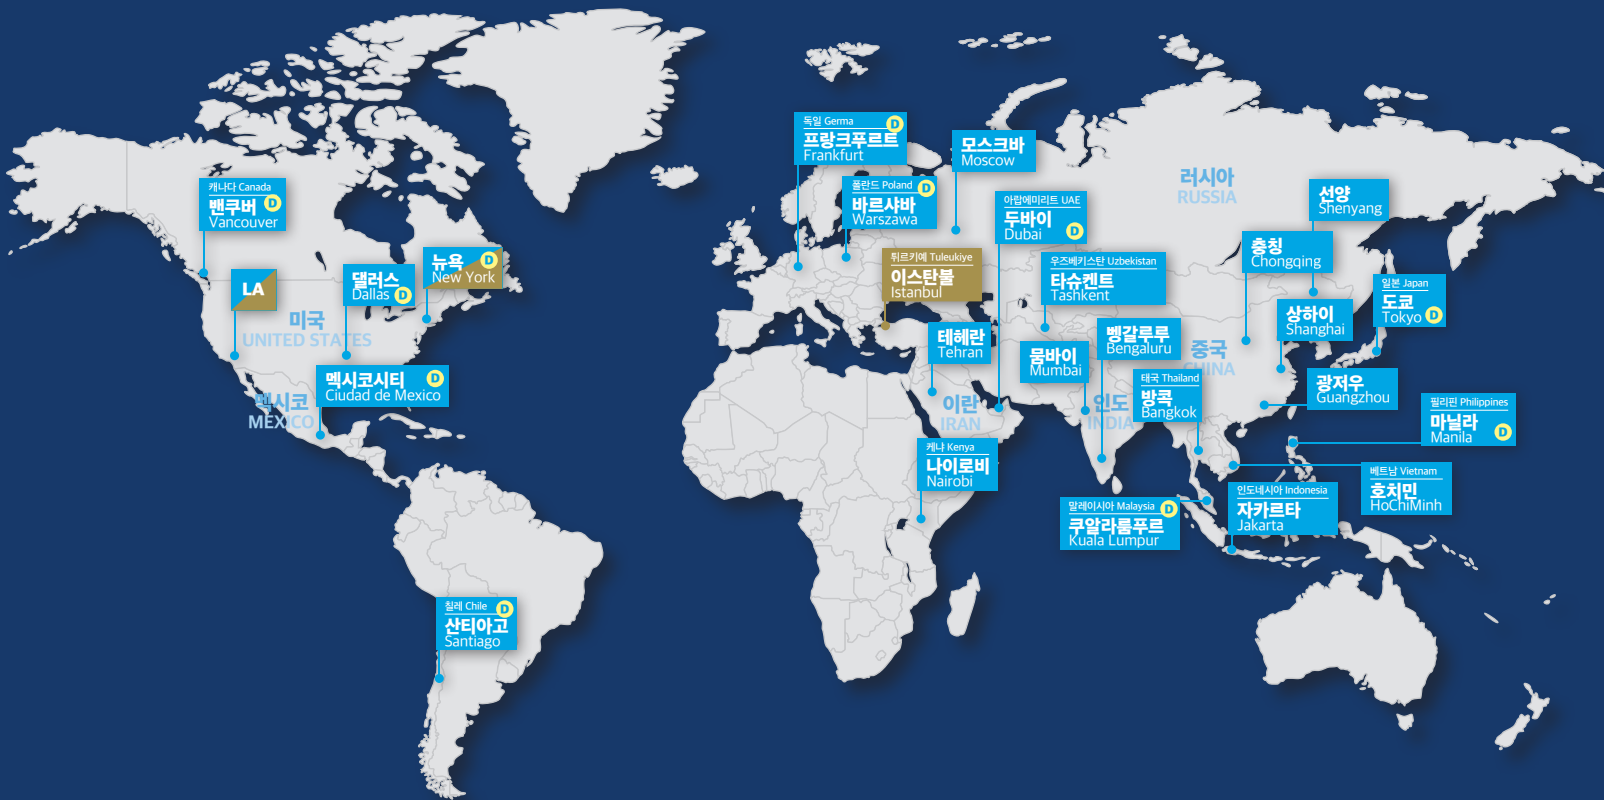 독일 Germa
D
프랑크푸르트
Frankfurt
모스크바
Moscow
캐나다 Canada
밴쿠버 D
Vancouver
폴란드 Poland D
바르샤바
Warszawa
아랍에미리트 UAE
두바이
Dubai D
러시아
RUSSIA
선양
Shenyang
충칭
Chongqing
뉴욕 D
New York
튀르키예 Tuleukiye
이스탄불
Istanbul
우즈베키스탄 Uzbekistan
타슈켄트
Tashkent
LA
댈러스
Dallas D
일본 Japan
도쿄
Tokyo D
상하이
Shanghai
미국
UNITED STATES
테헤란
Tehran
벵갈루루
Bengaluru
뭄바이
Mumbai
중국
CHINA
멕시코시티 D
Ciudad de Mexico
태국 Thailand
방콕
Bangkok
광저우
Guangzhou
멕시코
MEXICO
이란
IRAN
인도
INDIA
필리핀 Philippines
마닐라
Manila D
케냐 Kenya
나이로비
Nairobi
베트남 Vietnam
호치민
HoChiMinh
말레이시아 Malaysia D
쿠알라룸푸르
Kuala Lumpur
인도네시아 Indonesia
자카르타
Jakarta
칠레 Chile D
산티아고
Santiago